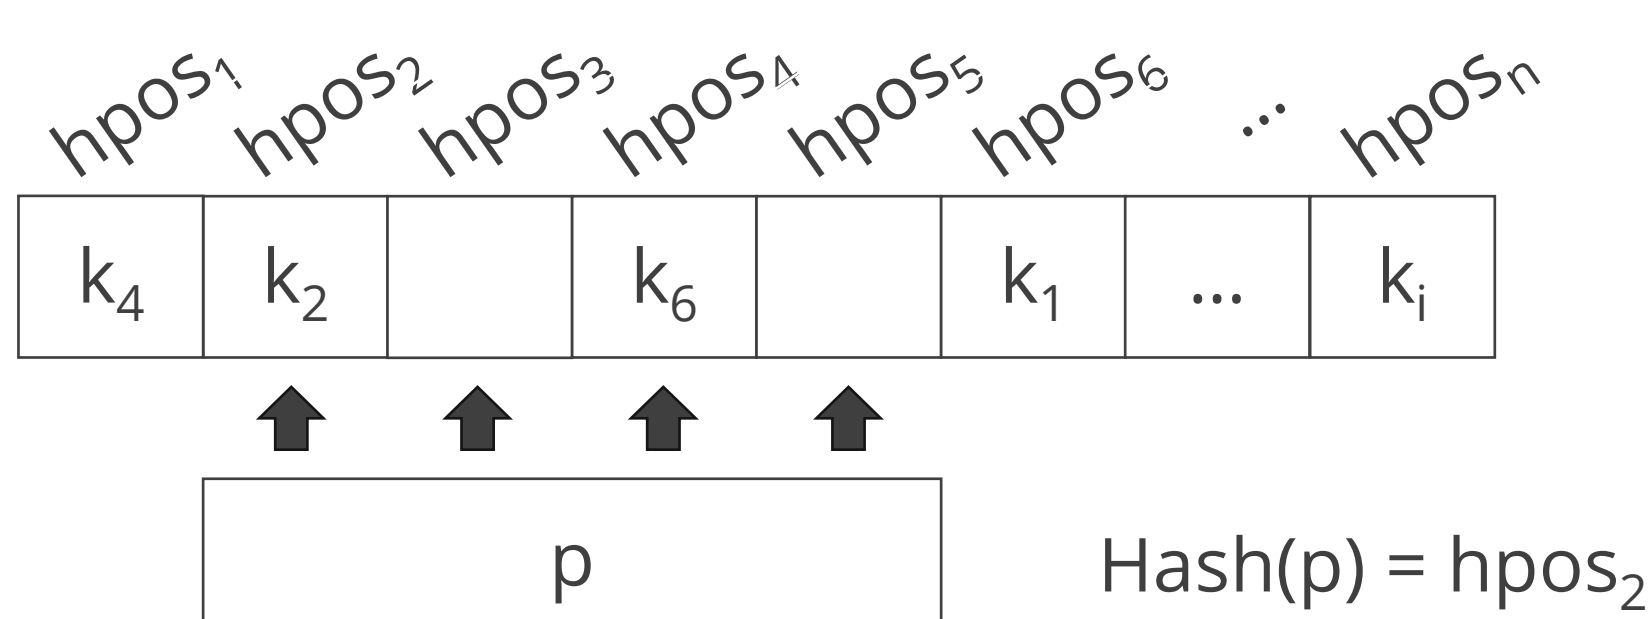 hpos₁ hpos₂ hpos₃ hpos₄ hpos₅ hpos₆ ... hposₙ
k₄ k₂ k₆ k₁ ... kᵢ
p
Hash(p) = hpos₂